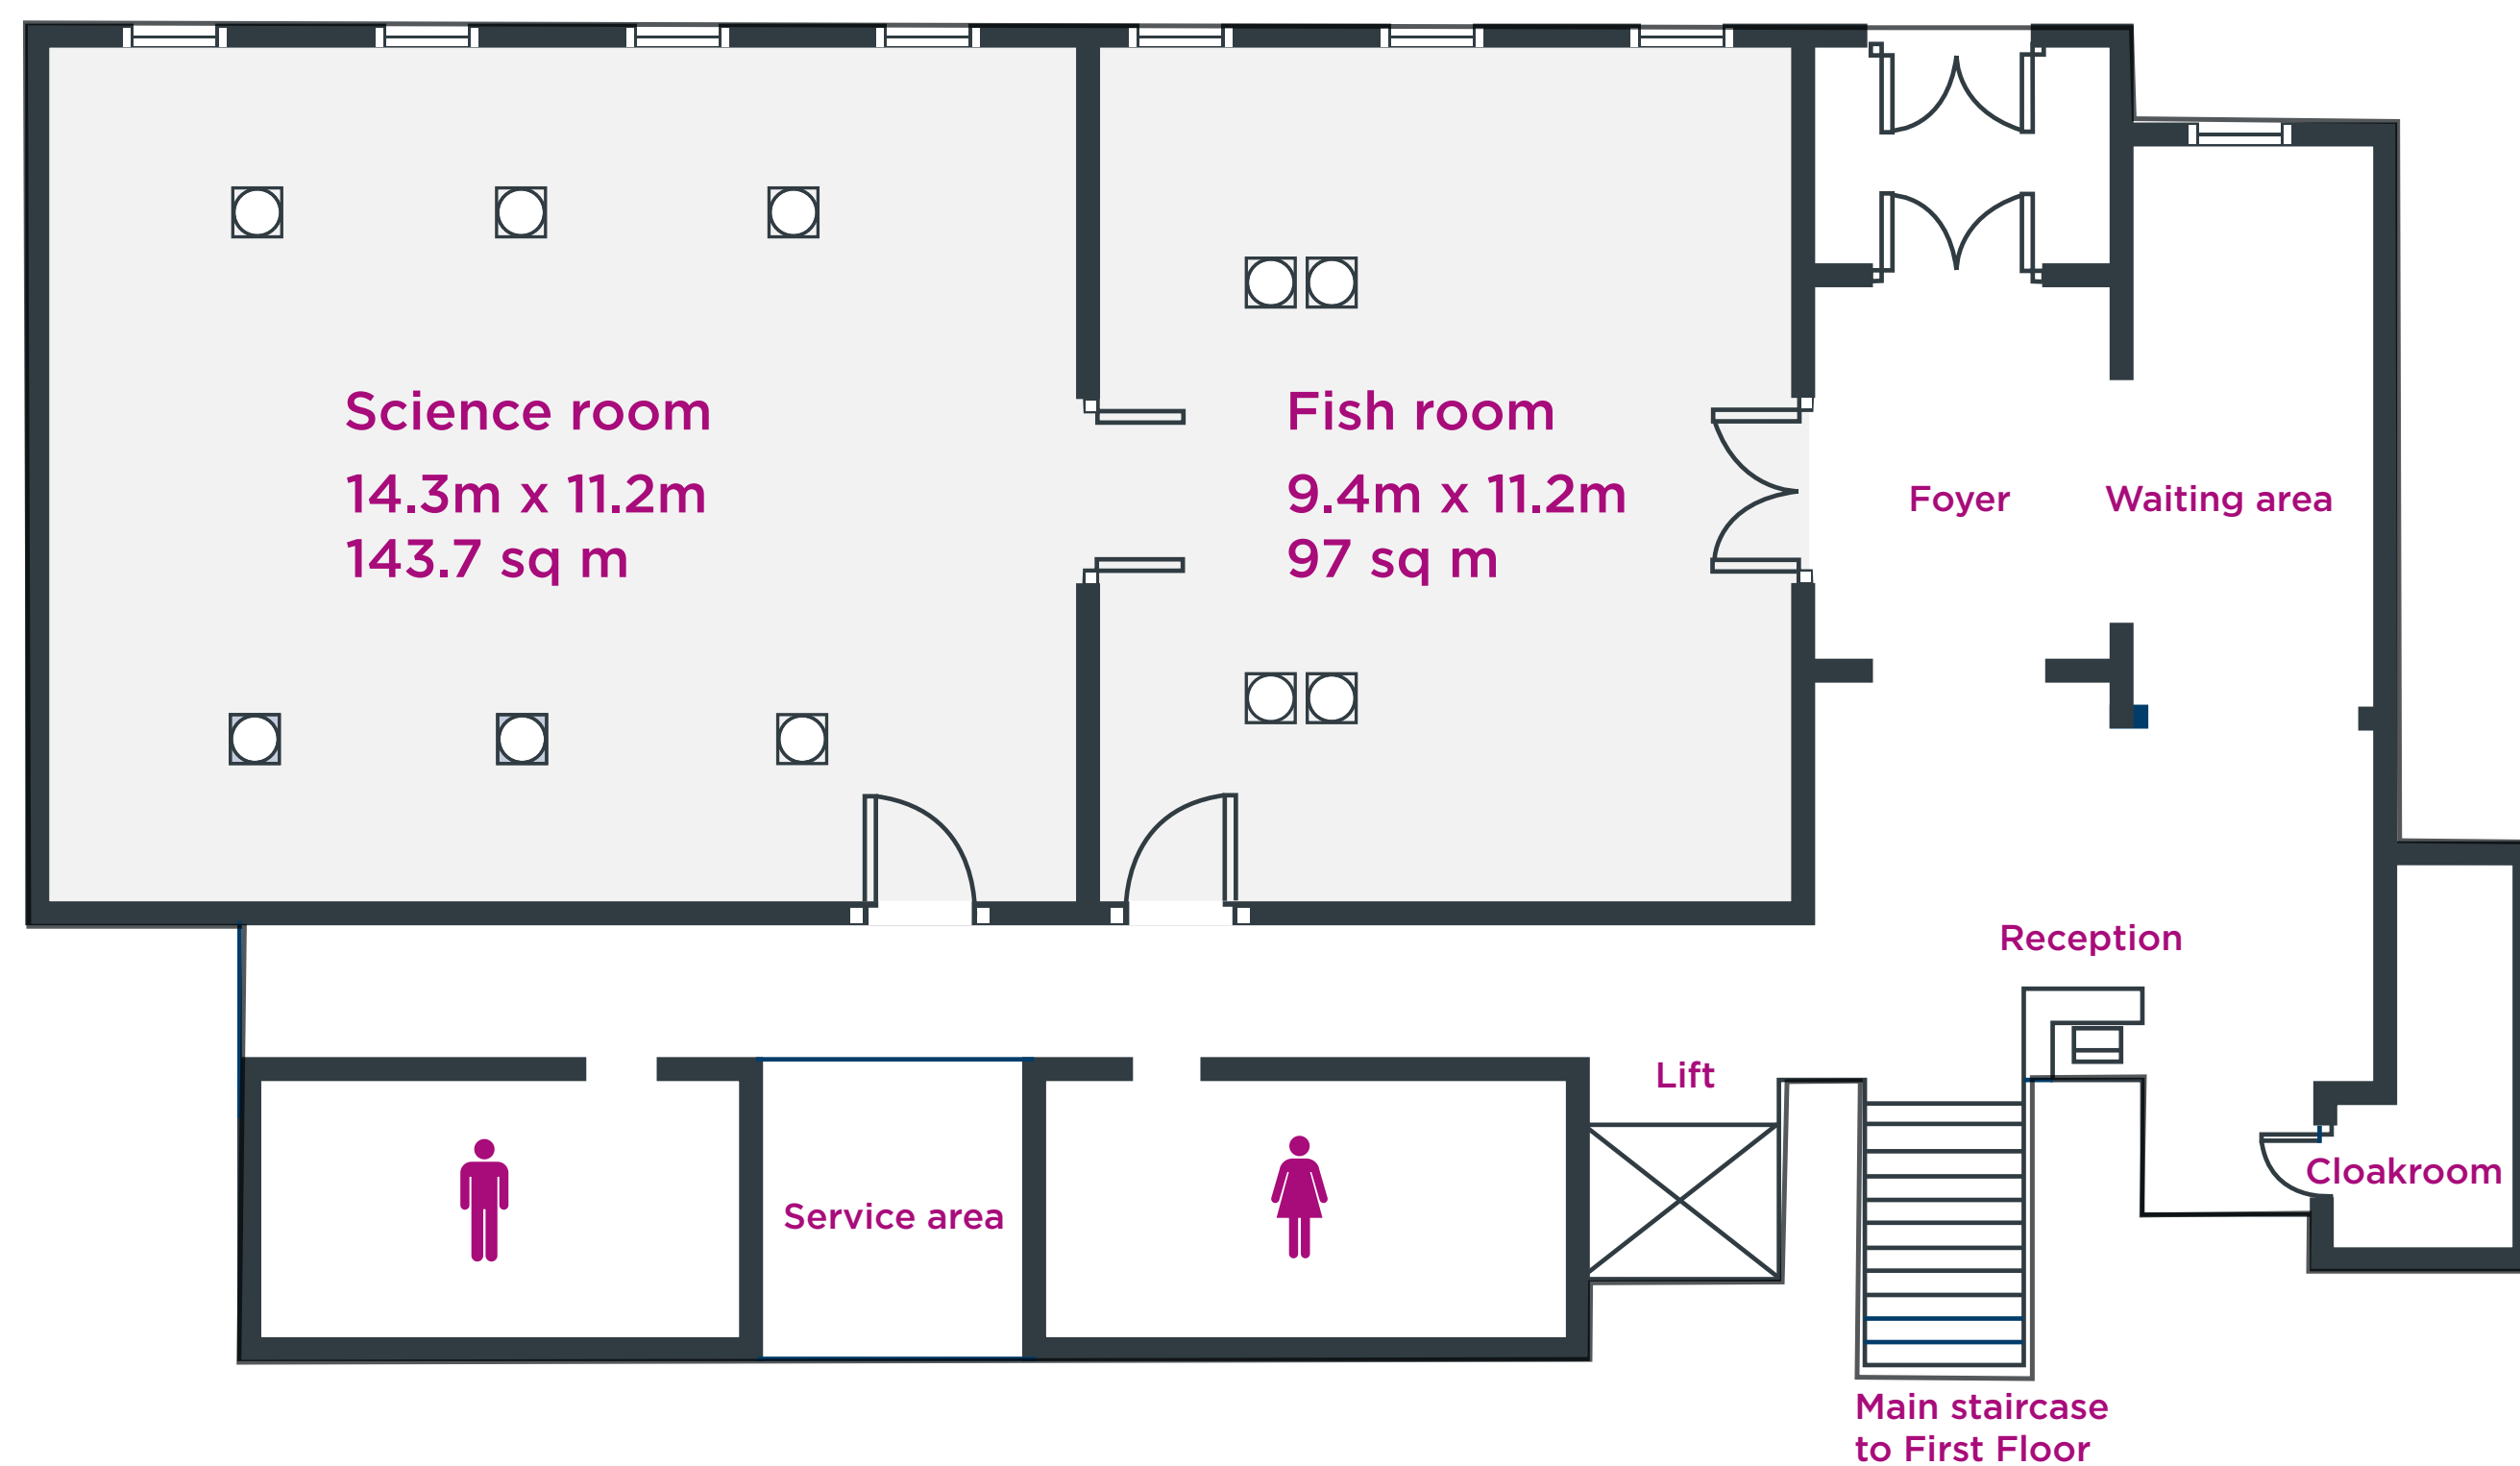 Science room
14.3m x 11.2m
143.7 sq m
Fish room
9.4m x 11.2m
97 sq m
Foyer
Waiting area
Reception
Lift
Cloakroom
Service area
Main staircase
to First Floor